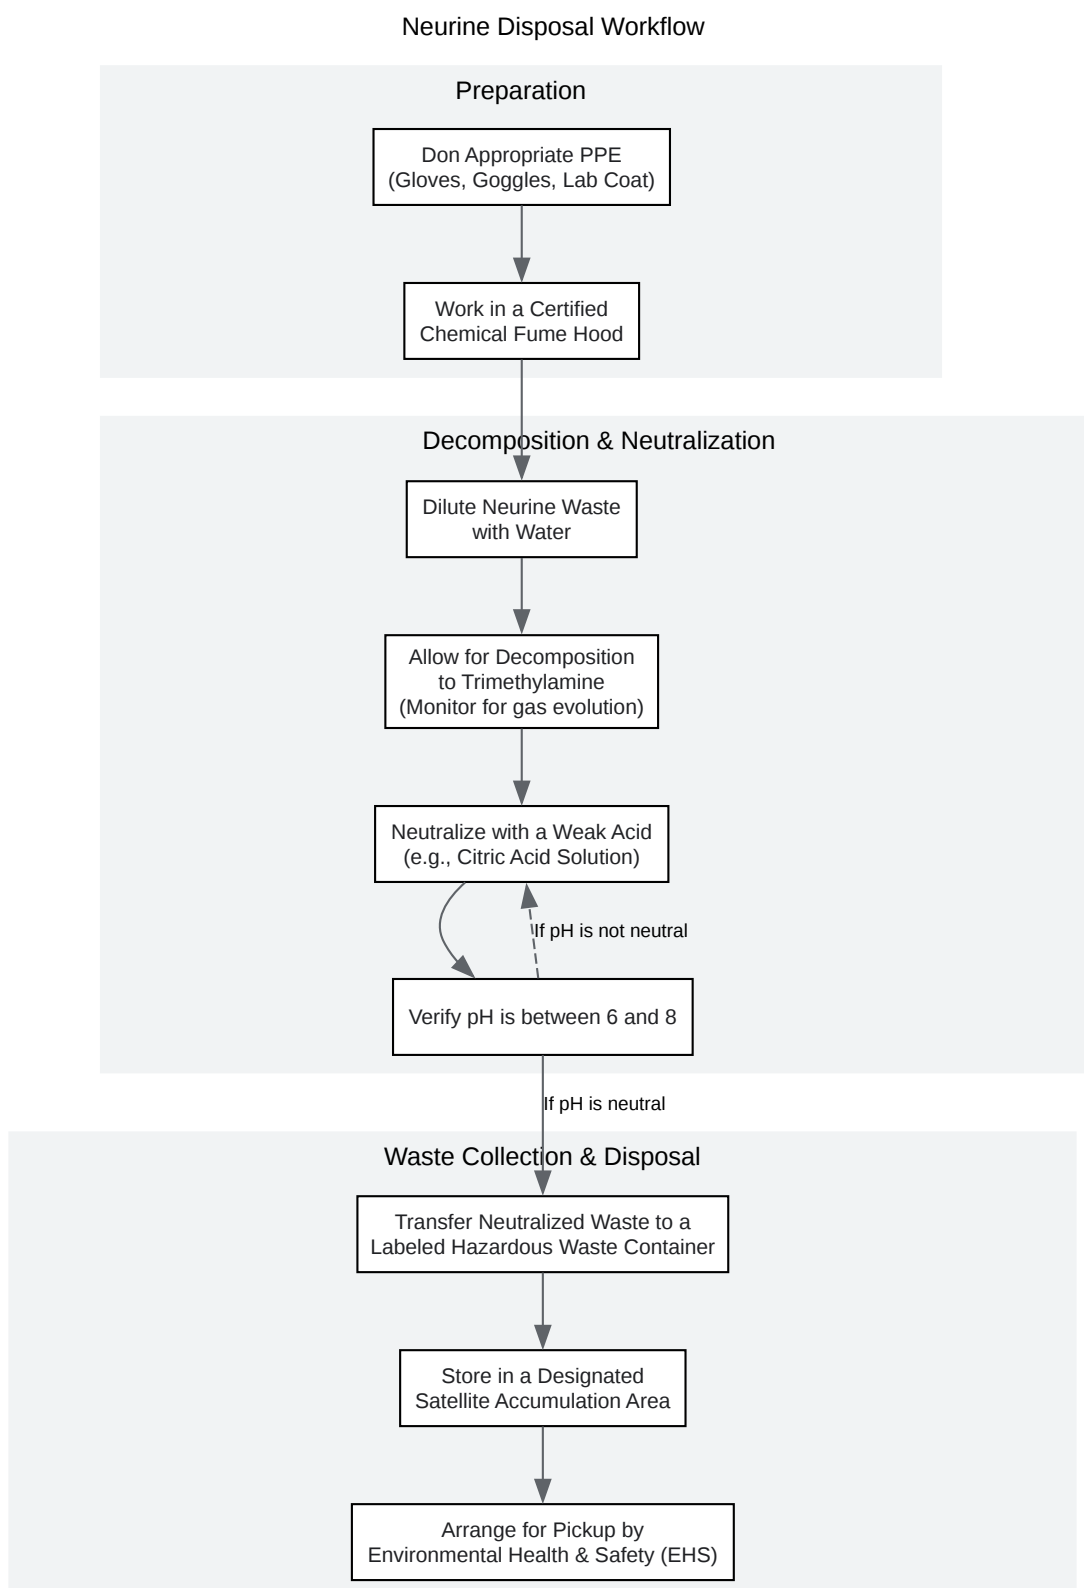 Neurine Disposal Workflow
Preparation
Don Appropriate PPE
(Gloves, Goggles, Lab Coat)
Work in a Certified
Chemical Fume Hood
Decomposition & Neutralization
Dilute Neurine Waste
with Water
Allow for Decomposition
to Trimethylamine
(Monitor for gas evolution)
Neutralize with a Weak Acid
(e.g., Citric Acid Solution)
If pH is not neutral
Verify pH is between 6 and 8
If pH is neutral
Waste Collection & Disposal
Transfer Neutralized Waste to a
Labeled Hazardous Waste Container
Store in a Designated
Satellite Accumulation Area
Arrange for Pickup by
Environmental Health & Safety (EHS)